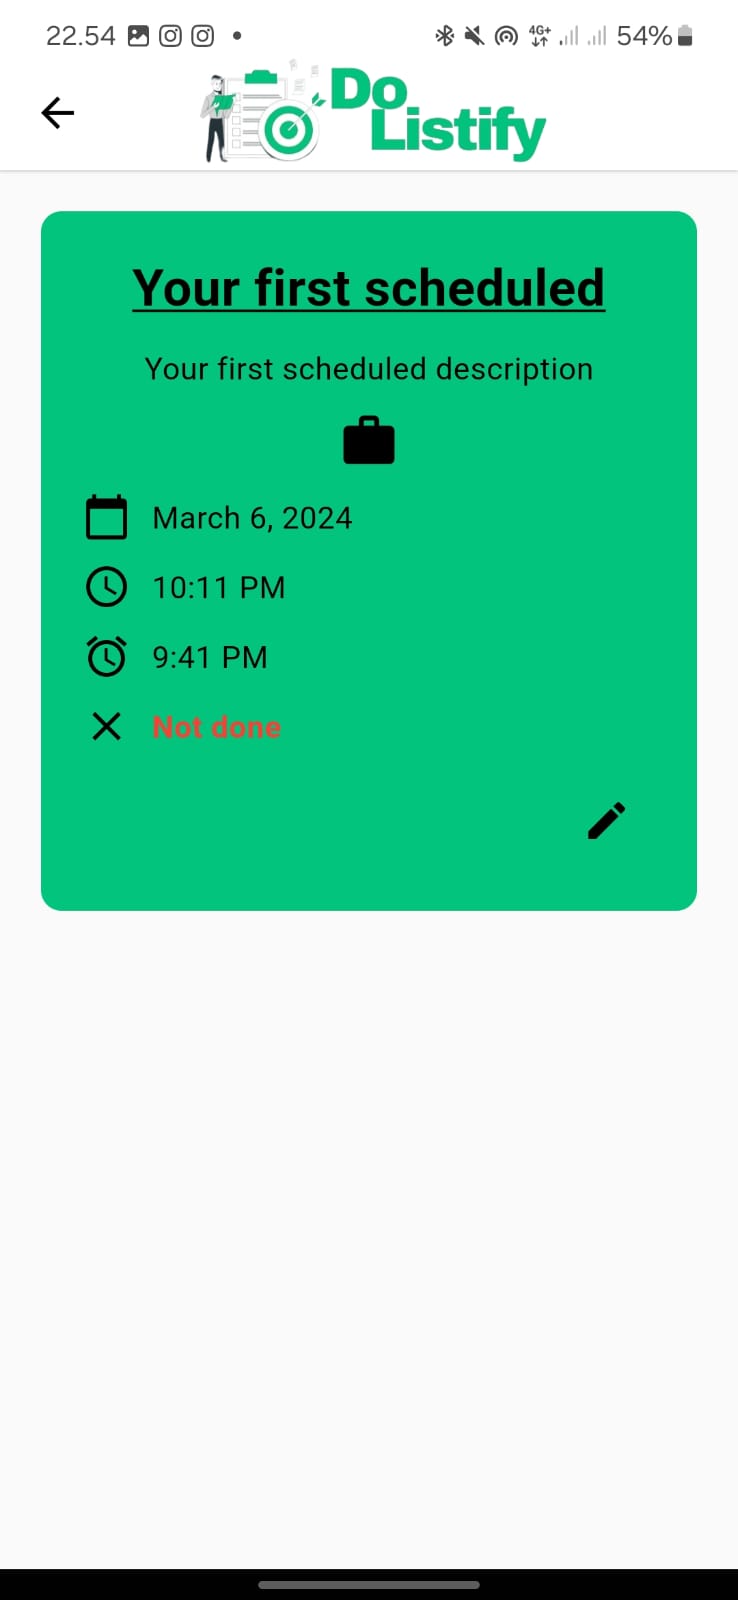 22.54
4G+
54%
Do
Listify
Your first scheduled
Your first scheduled description
March 6, 2024
10:11 PM
9:41 PM
Not done